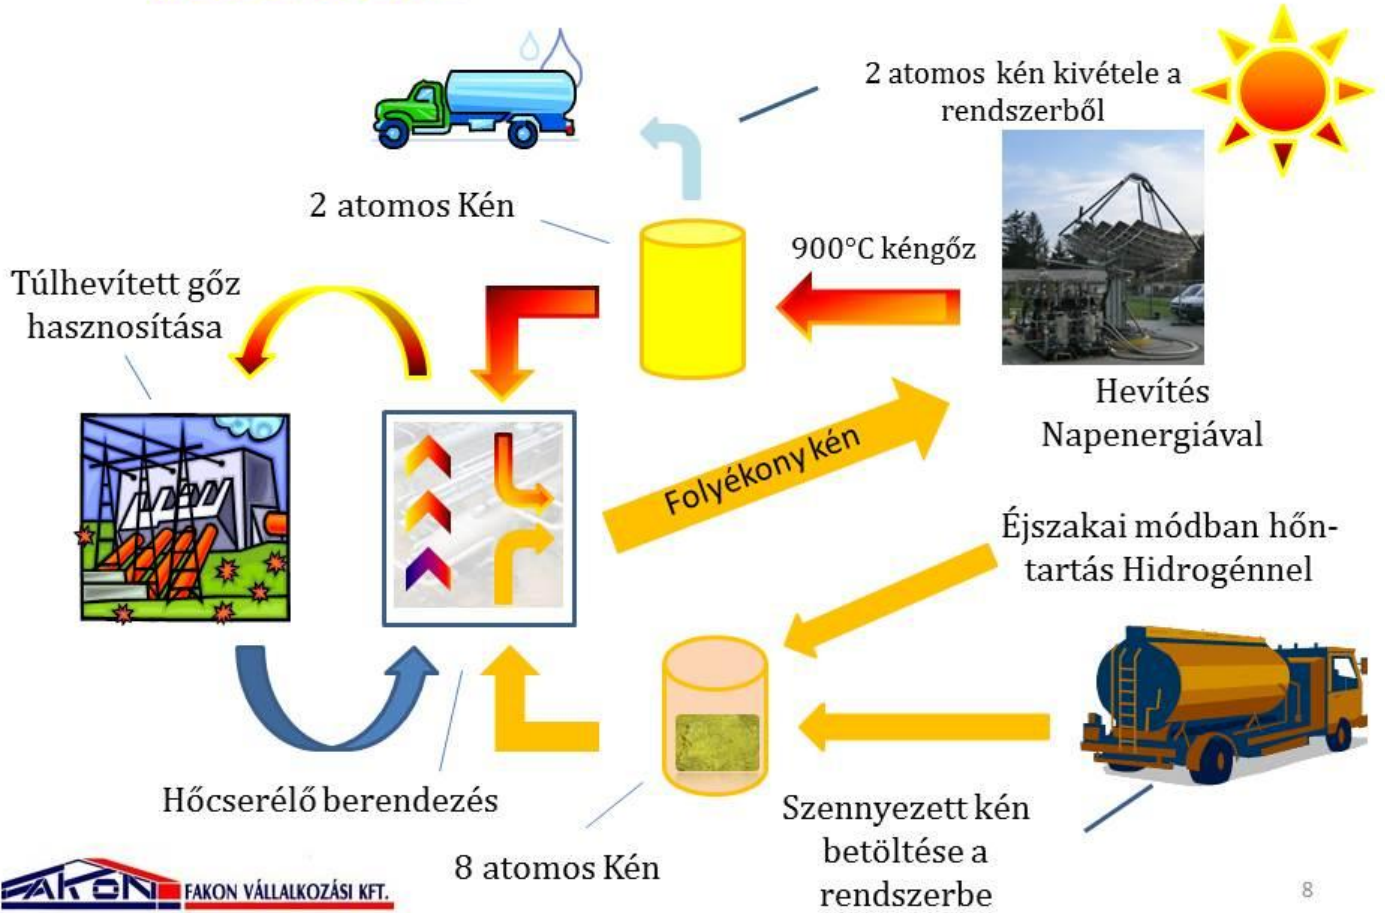 2 atomos kén kivétele a
rendszerből
2 atomos Kén
900°C kéngőz
Túlhevített gőz
hasznosítása
Hevítés
Napenergiával
Folyékony kén
Éjszakai módban hőn-
tartás Hidrogénnel
Hőcserélő berendezés
8 atomos Kén
Szennyezett kén
betöltése a
rendszerbe
FAKON FAKON VÁLLALKOZÁSI KFT.
8